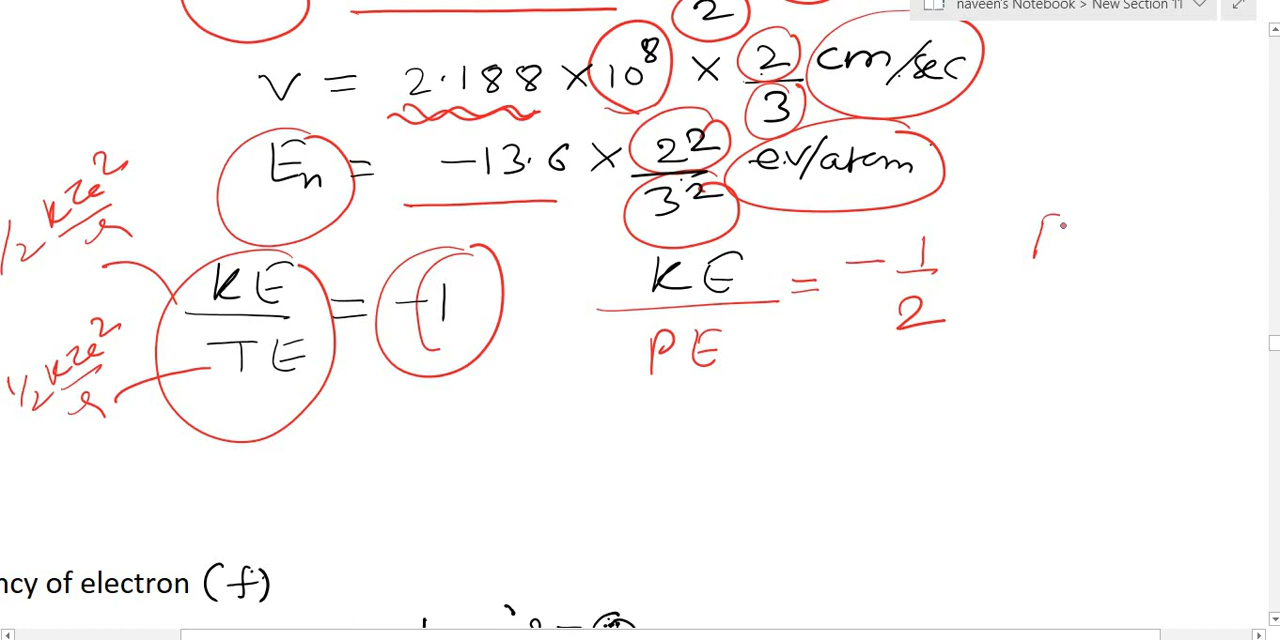 naveen's Notebook > New Section 11
2
v = 2.188 × 10⁸ × 2/3 cm/sec
Eₙ = -13.6 × 2²/3² ev/atom
1/2 KZe²/r
KE/TE = -1
KE/PE = -1/2
1/2 KZe²/r
ncy of electron (f)